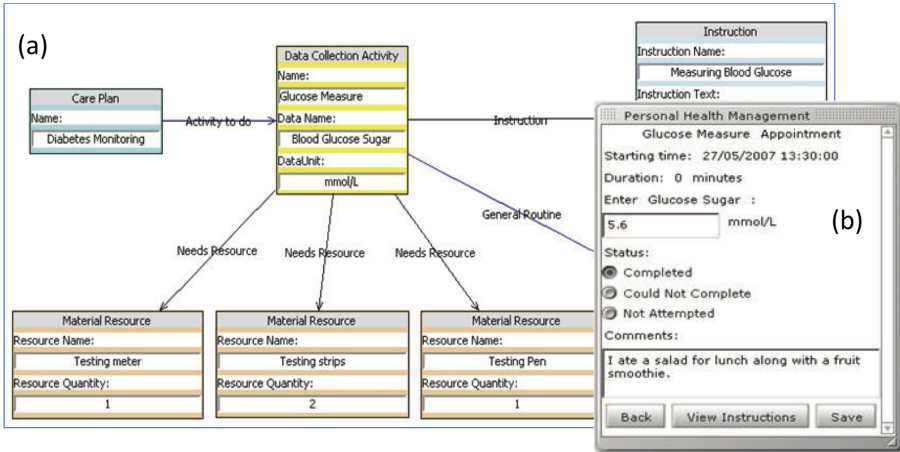 (a)
Care Plan
Name:
Diabetes Monitoring
Activity to do
Data Collection Activity
Name:
Glucose Measure
Data Name:
Blood Glucose Sugar
DataUnit:
mmol/L
Instruction
Instruction
Instruction Name:
Measuring Blood Glucose
Instruction Text:
General Routine
Needs Resource
Needs Resource
Needs Resource
Material Resource
Resource Name:
Testing meter
Resource Quantity:
1
Material Resource
Resource Name:
Testing strips
Resource Quantity:
2
Material Resource
Resource Name:
Testing Pen
Resource Quantity:
1
(b)
Personal Health Management
Glucose Measure Appointment
Starting time: 27/05/2007 13:30:00
Duration: 0 minutes
Enter Glucose Sugar :
5.6 mmol/L
Status:
Completed
Could Not Complete
Not Attempted
Comments:
I ate a salad for lunch along with a fruit
smoothie.
Back View Instructions Save